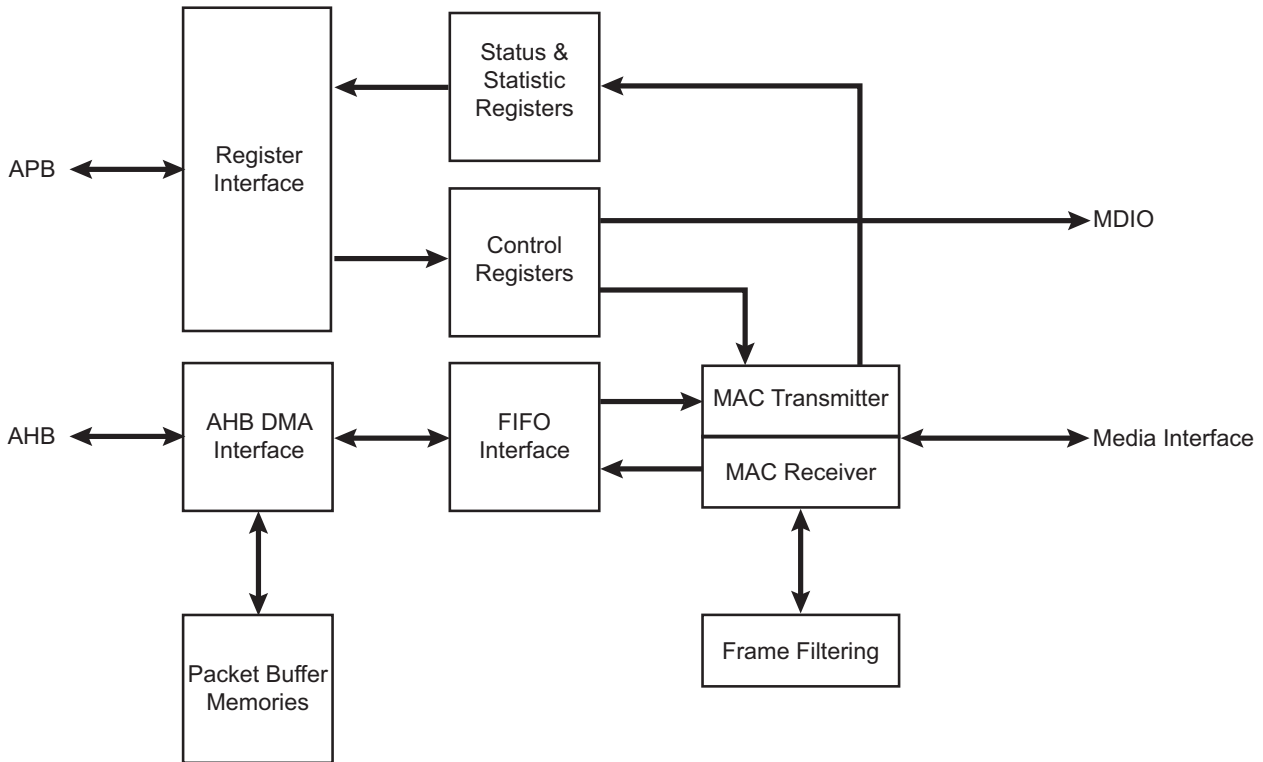 Status &
Statistic
Registers
APB
Register
Interface
MDIO
Control
Registers
AHB
AHB DMA
Interface
FIFO
Interface
MAC Transmitter
MAC Receiver
Media Interface
Packet Buffer
Memories
Frame Filtering